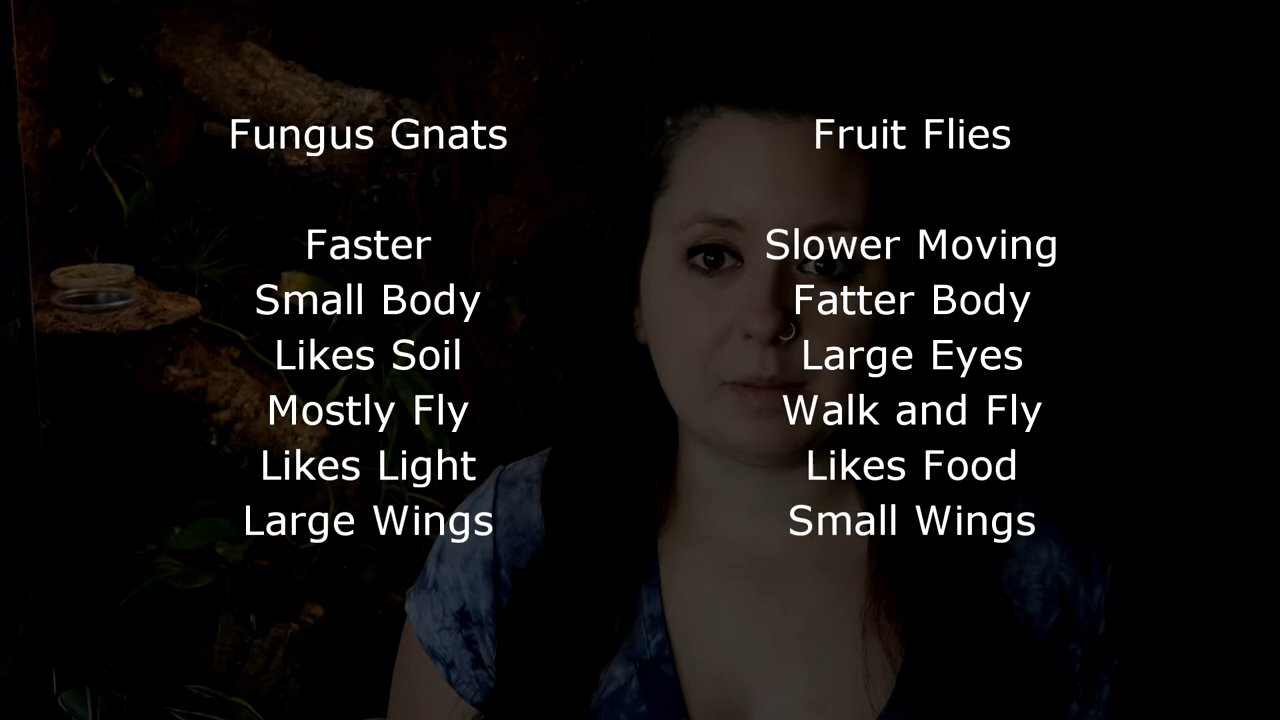 Fungus Gnats
Faster
Small Body
Likes Soil
Mostly Fly
Likes Light
Large Wings
Fruit Flies
Slower Moving
Fatter Body
Large Eyes
Walk and Fly
Likes Food
Small Wings